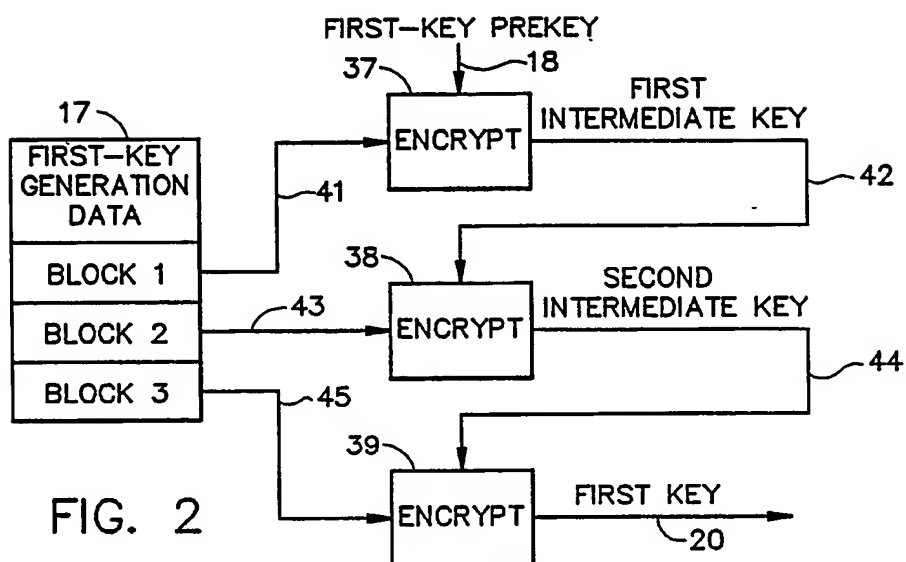 FIRST-KEY PREKEY
18
37
FIRST
INTERMEDIATE KEY
17
ENCRYPT
FIRST-KEY
GENERATION
DATA
41
42
BLOCK 1
38
SECOND
INTERMEDIATE KEY
43
ENCRYPT
BLOCK 2
BLOCK 3
45
44
39
FIRST KEY
ENCRYPT
20
FIG. 2